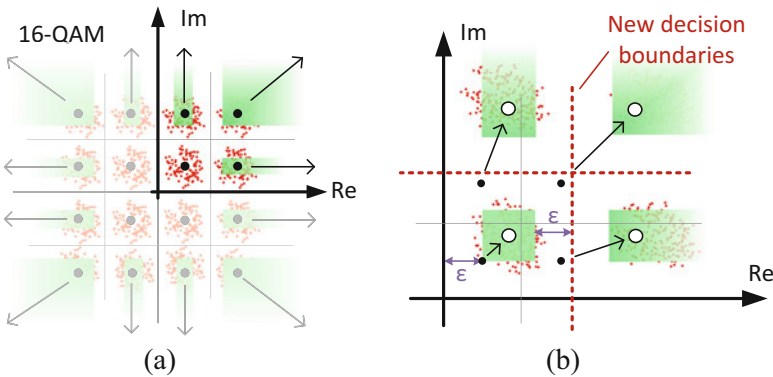 16-QAM
Im
Re
(a)
Im
New decision
boundaries
ε
ε
Re
(b)